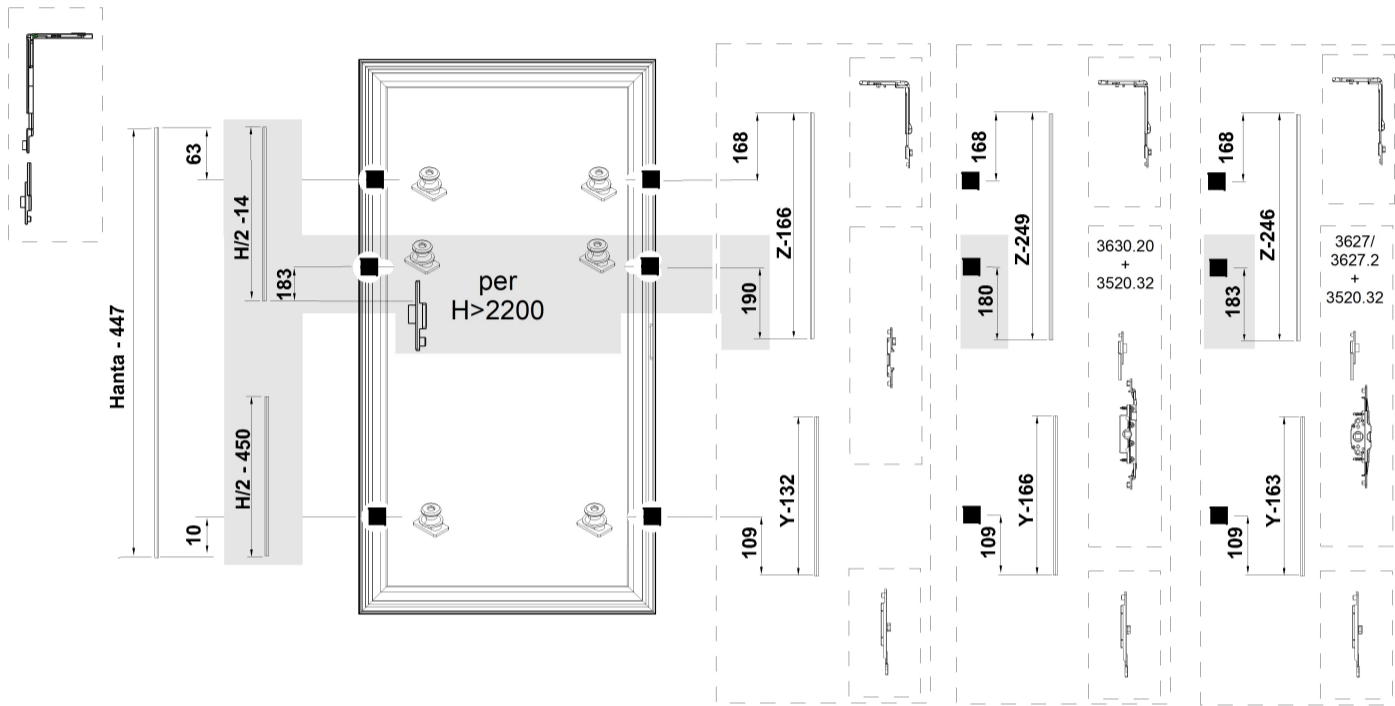 Hanta - 447
63
10
H/2 -14
183
H/2 - 450
per
H>2200
168
Z-166
190
Y-132
109
168
Z-249
180
Y-166
109
3630.20
+
3520.32
168
Z-246
183
Y-163
109
3627/
3627.2
+
3520.32